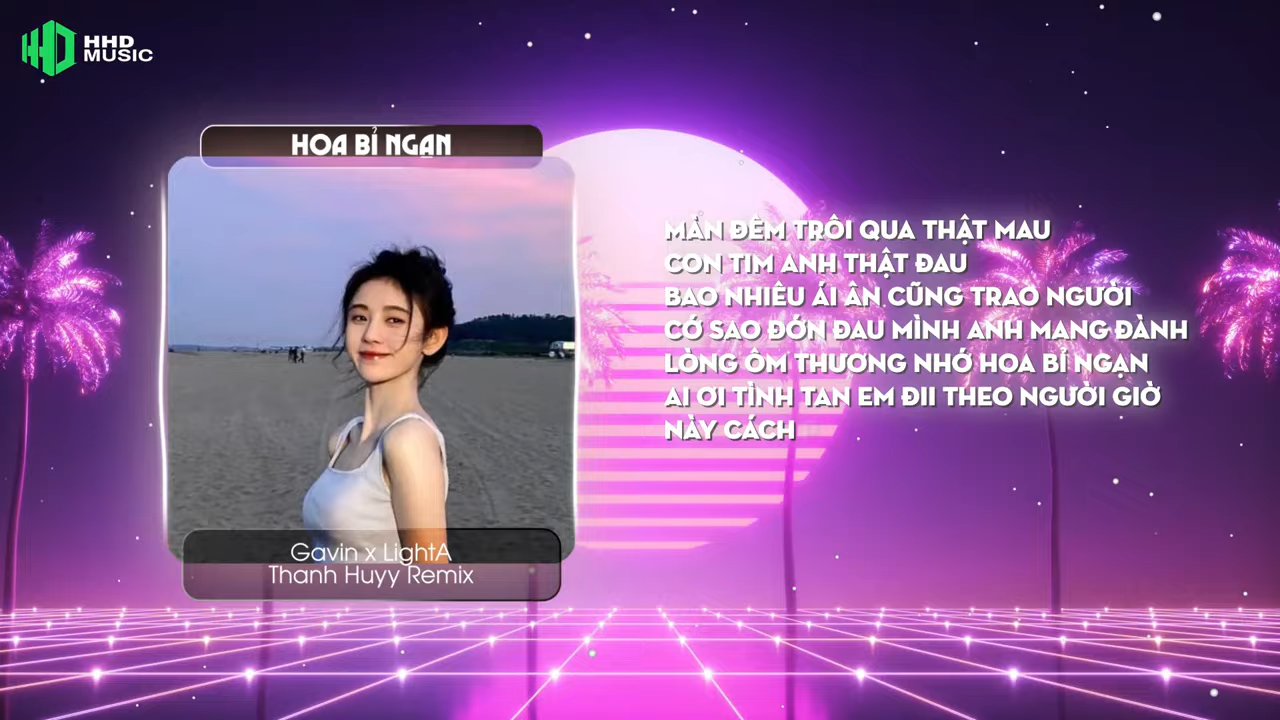 HHD
MUSIC
HOA BỈ NGẠN
MÀN ĐÊM TRÔI QUA THẬT MAU
CON TIM ANH THẬT ĐAU
BAO NHIÊU ÁI ÂN CŨNG TRAO NGƯỜI
CỚ SAO ĐỚN ĐAU MÌNH ANH MANG ĐÀNH
LÒNG ÔM THƯƠNG NHỚ HOA BỈ NGẠN
AI ƠI TÌNH TAN EM ĐII THEO NGƯỜI GIỜ
NÀY CÁCH
Gavin x LightA
Thanh Huyy Remix